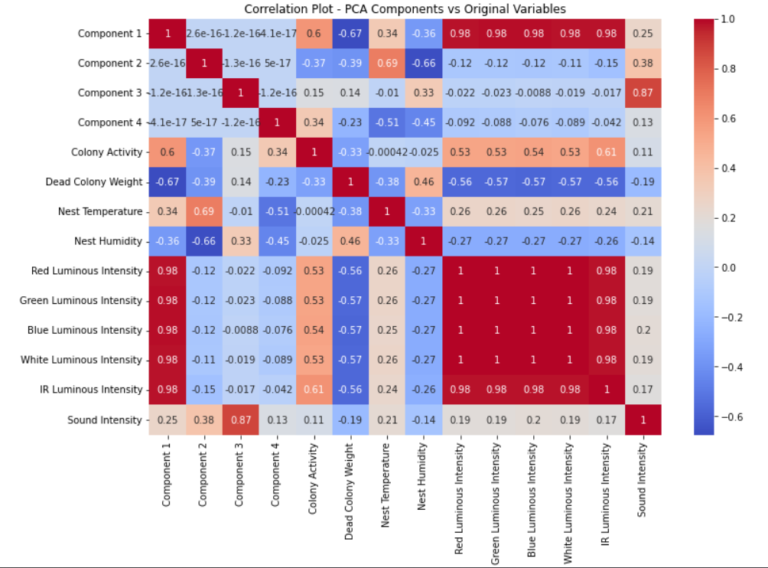 Correlation Plot - PCA Components vs Original Variables
Component 1 1 2.6e-16 -1.2e-16 4.1e-17 0.6 -0.67 0.34 -0.36 0.98 0.98 0.98 0.98 0.98 0.25
Component 2 -2.6e-16 1 -1.3e-16 5e-17 -0.37 -0.39 0.69 -0.66 -0.12 -0.12 -0.12 -0.11 -0.15 0.38
Component 3 -1.2e-16 1.3e-16 1 -1.2e-16 0.15 0.14 -0.01 0.33 -0.022 -0.023 -0.0088 -0.019 -0.017 0.87
Component 4 -4.1e-17 5e-17 -1.2e-16 1 0.34 -0.23 -0.51 -0.45 -0.092 -0.088 -0.076 -0.089 -0.042 0.13
Colony Activity 0.6 -0.37 0.15 0.34 1 -0.33 -0.00042 -0.025 0.53 0.53 0.54 0.53 0.61 0.11
Dead Colony Weight -0.67 -0.39 0.14 -0.23 -0.33 1 -0.38 0.46 -0.56 -0.57 -0.57 -0.57 -0.56 -0.19
Nest Temperature 0.34 0.69 -0.01 -0.51 -0.00042 -0.38 1 -0.33 0.26 0.26 0.25 0.26 0.24 0.21
Nest Humidity -0.36 -0.66 0.33 -0.45 -0.025 0.46 -0.33 1 -0.27 -0.27 -0.27 -0.27 -0.26 -0.14
Red Luminous Intensity 0.98 -0.12 -0.022 -0.092 0.53 -0.56 0.26 -0.27 1 1 1 1 0.98 0.19
Green Luminous Intensity 0.98 -0.12 -0.023 -0.088 0.53 -0.57 0.26 -0.27 1 1 1 1 0.98 0.19
Blue Luminous Intensity 0.98 -0.12 -0.0088 -0.076 0.54 -0.57 0.25 -0.27 1 1 1 1 0.98 0.2
White Luminous Intensity 0.98 -0.11 -0.019 -0.089 0.53 -0.57 0.26 -0.27 1 1 1 1 0.98 0.19
IR Luminous Intensity 0.98 -0.15 -0.017 -0.042 0.61 -0.56 0.24 -0.26 0.98 0.98 0.98 0.98 1 0.17
Sound Intensity 0.25 0.38 0.87 0.13 0.11 -0.19 0.21 -0.14 0.19 0.19 0.2 0.19 0.17 1
Component 1
Component 2
Component 3
Component 4
Colony Activity
Dead Colony Weight
Nest Temperature
Nest Humidity
Red Luminous Intensity
Green Luminous Intensity
Blue Luminous Intensity
White Luminous Intensity
IR Luminous Intensity
Sound Intensity
1.0
0.8
0.6
0.4
0.2
0.0
−0.2
−0.4
−0.6